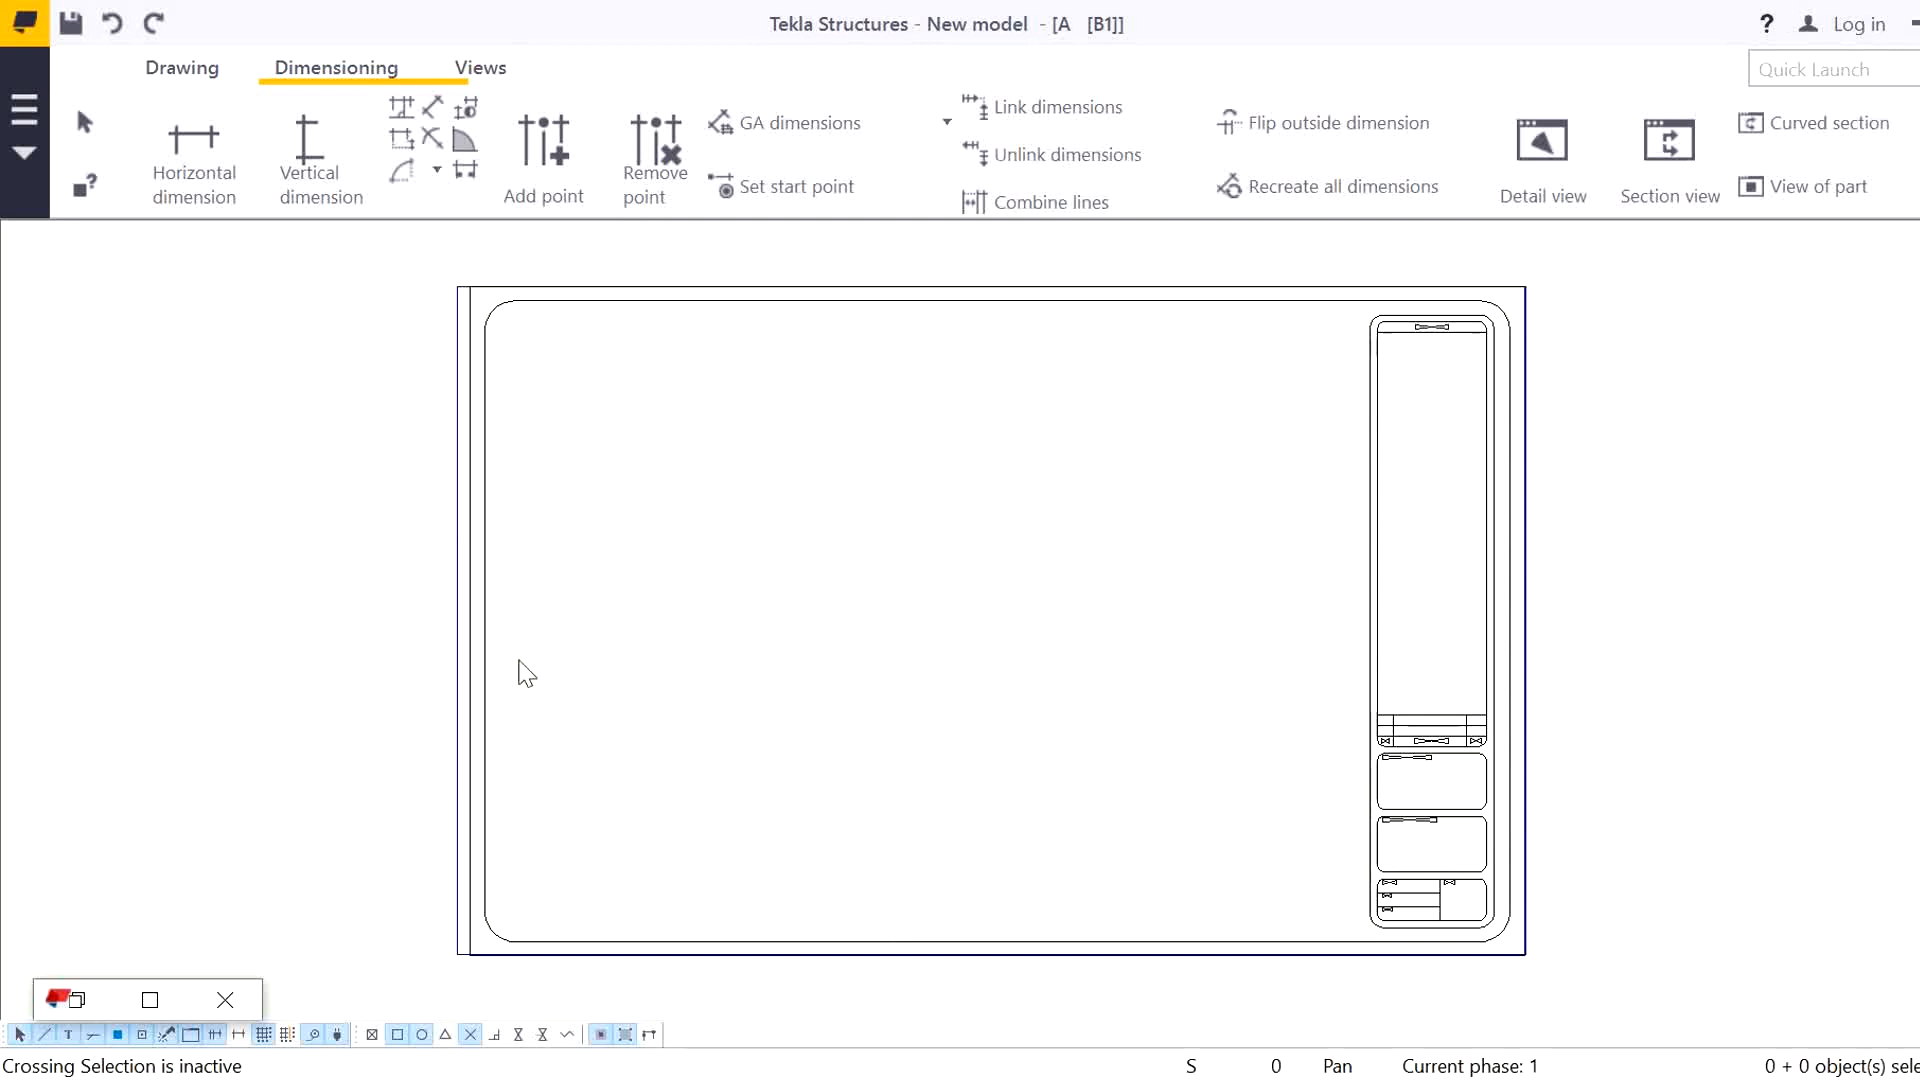 Tekla Structures - New model - [A [B1]]
? Log in
Drawing Dimensioning Views
Quick Launch
Horizontal dimension
Vertical dimension
Add point
Remove point
GA dimensions
Set start point
Link dimensions
Unlink dimensions
Combine lines
Flip outside dimension
Recreate all dimensions
Detail view
Section view
Curved section
View of part
Crossing Selection is inactive
S 0 Pan Current phase: 1 0 + 0 object(s) sele